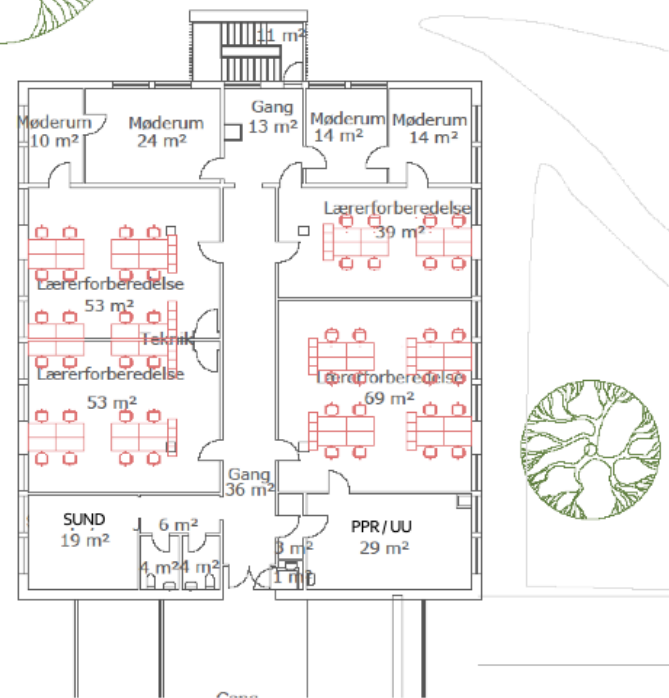 11 m²
Gang
13 m²
Møderum
10 m²
Møderum
24 m²
Møderum
14 m²
Møderum
14 m²
Lærerforberedelse
39 m²
Lærerforberedelse
53 m²
Teknik
Lærerforberedelse
53 m²
Lærerforberedelse
69 m²
Gang
36 m²
SUND
19 m²
6 m²
4 m²
4 m²
3 m²
1 m²
PPR/UU
29 m²
Gang